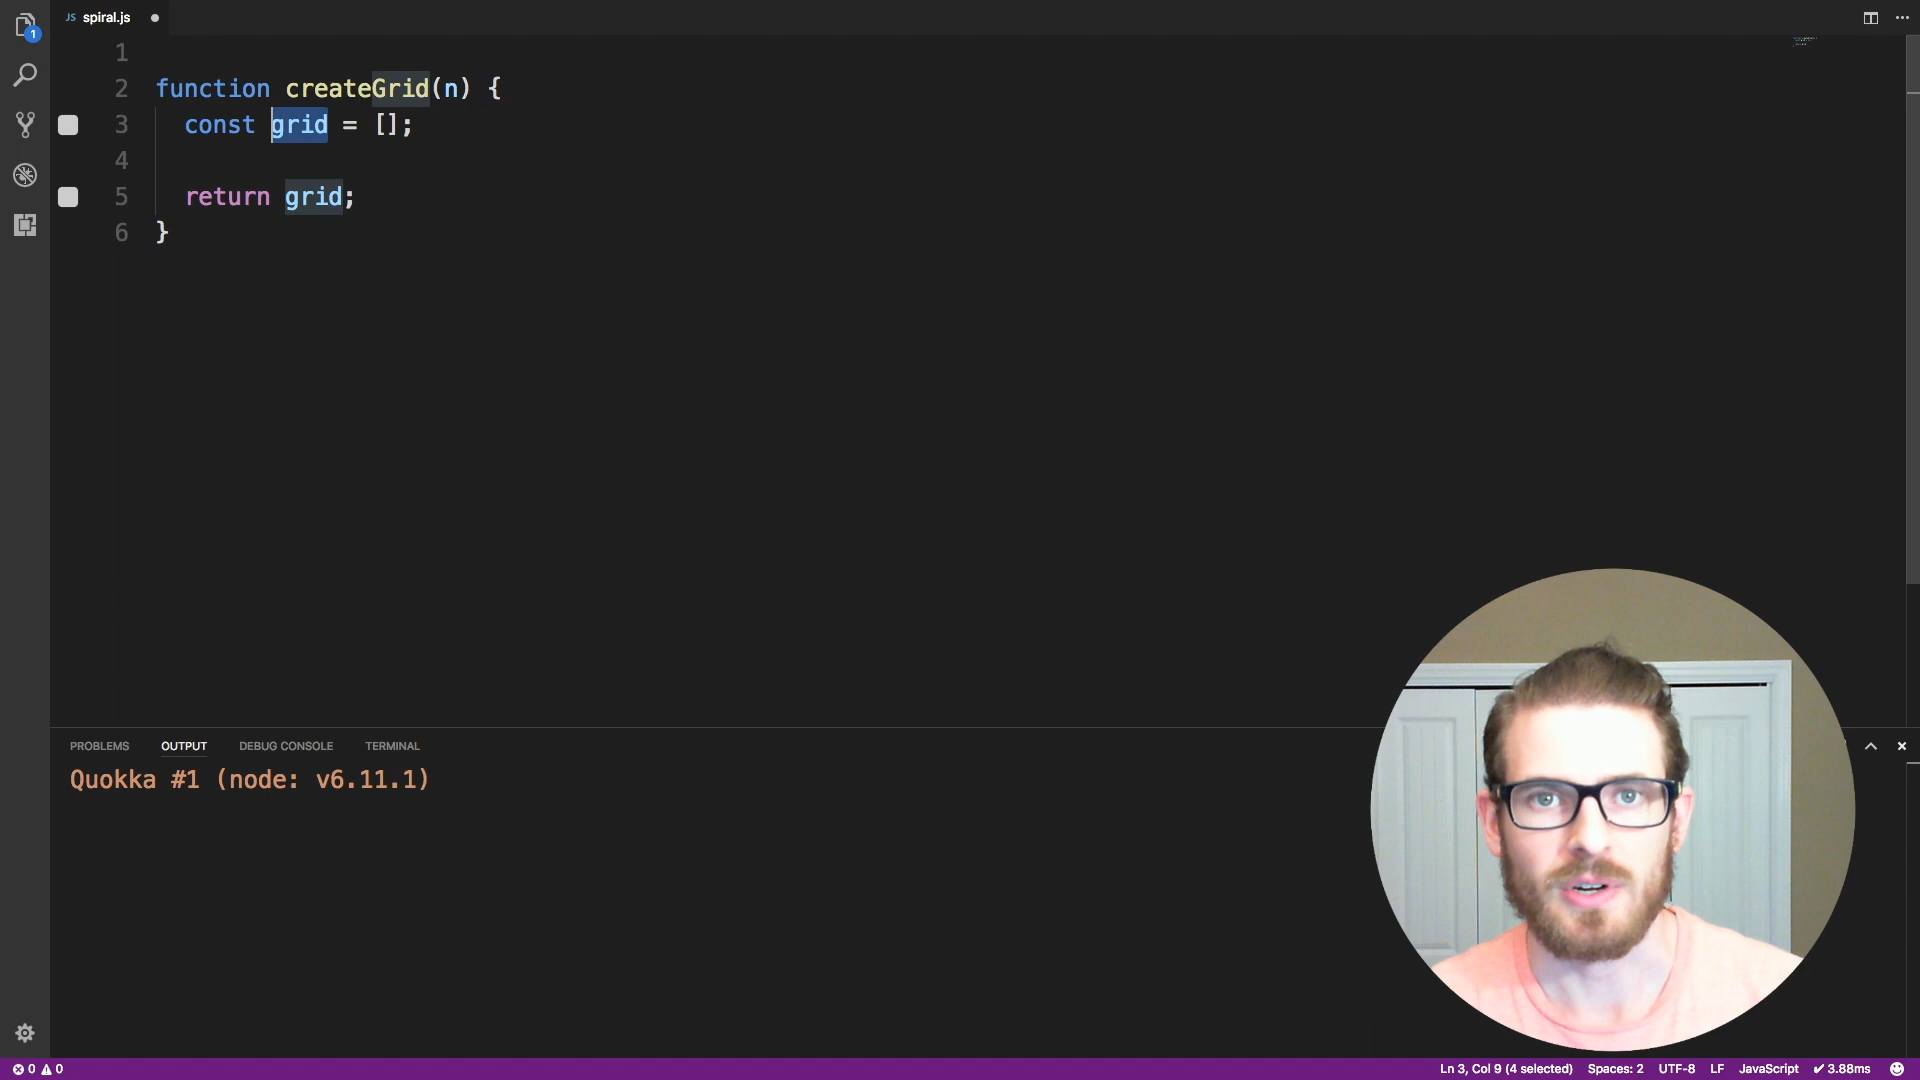 JS spiral.js
1
1
2 function createGrid(n) {
3 const grid = [];
4
5 return grid;
6 }
PROBLEMS OUTPUT DEBUG CONSOLE TERMINAL
Quokka #1 (node: v6.11.1)
0 0 Ln 3, Col 9 (4 selected) Spaces: 2 UTF-8 LF JavaScript ✔ 3.88ms